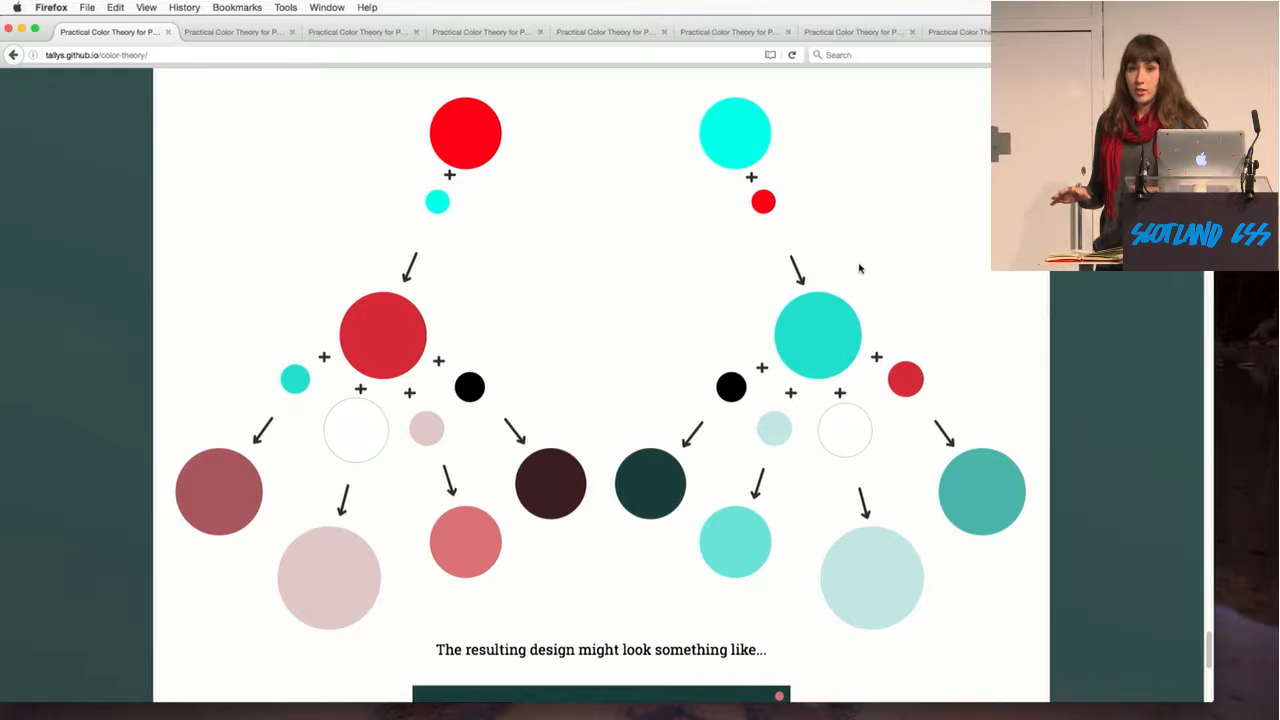 Firefox File Edit View History Bookmarks Tools Window Help
Practical Color Theory for P... Practical Color Theory for P... Practical Color Theory for P... Practical Color Theory for P... Practical Color Theory for P... Practical Color Theory for P... Practical Color Theory for P... Practical Color The
tallys.github.io/color-theory/
Search
SCOTLAND CSS
The resulting design might look something like...